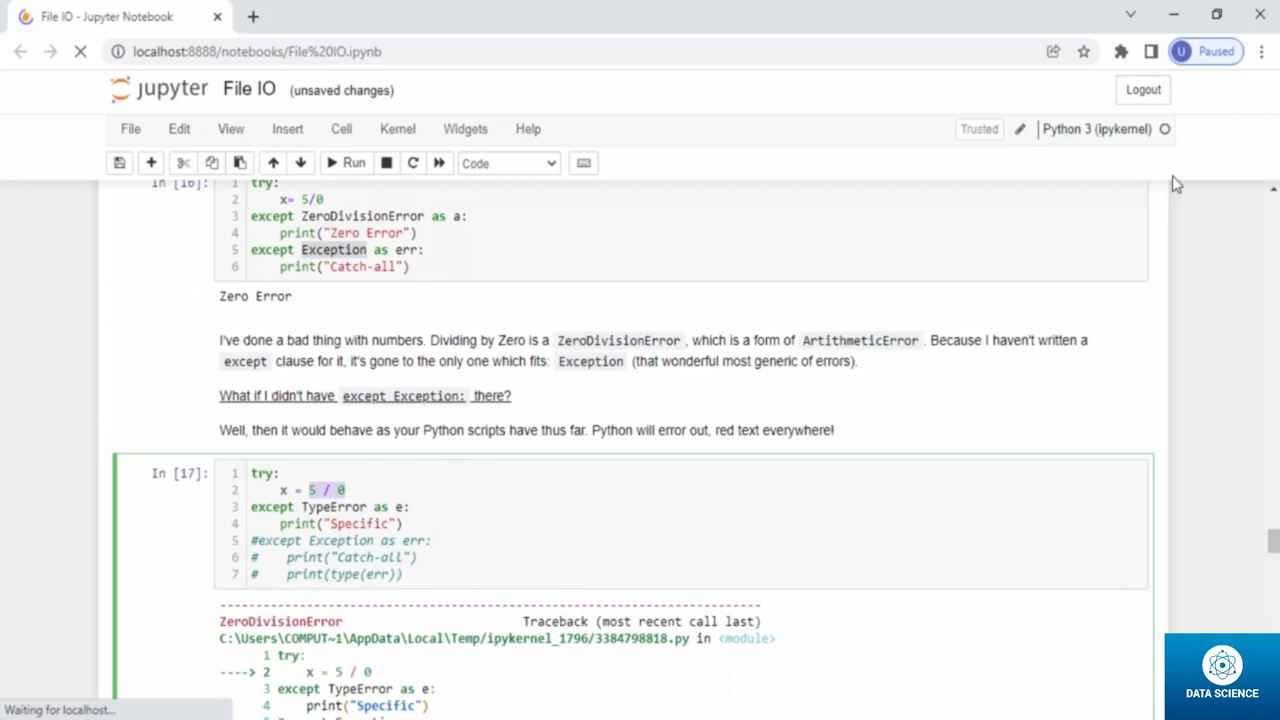 File IO - Jupyter Notebook
localhost:8888/notebooks/File%20IO.ipynb
U Paused
jupyter File IO (unsaved changes)
Logout
File Edit View Insert Cell Kernel Widgets Help
Trusted Python 3 (ipykernel)
Run Code
In [16]: 1 try:
2 x= 5/0
3 except ZeroDivisionError as a:
4 print("Zero Error")
5 except Exception as err:
6 print("Catch-all")
Zero Error
I've done a bad thing with numbers. Dividing by Zero is a ZeroDivisionError, which is a form of ArtithmeticError. Because I haven't written a
except clause for it, it's gone to the only one which fits: Exception (that wonderful most generic of errors).
What if I didn't have except Exception: there?
Well, then it would behave as your Python scripts have thus far. Python will error out, red text everywhere!
In [17]: 1 try:
2 x = 5 / 0
3 except TypeError as e:
4 print("Specific")
5 #except Exception as err:
6 # print("Catch-all")
7 # print(type(err))
---------------------------------------------------------------------------
ZeroDivisionError Traceback (most recent call last)
C:\Users\COMPUT~1\AppData\Local\Temp/ipykernel_1796/3384798818.py in <module>
1 try:
----> 2 x = 5 / 0
3 except TypeError as e:
4 print("Specific")
DATA SCIENCE
Waiting for localhost...